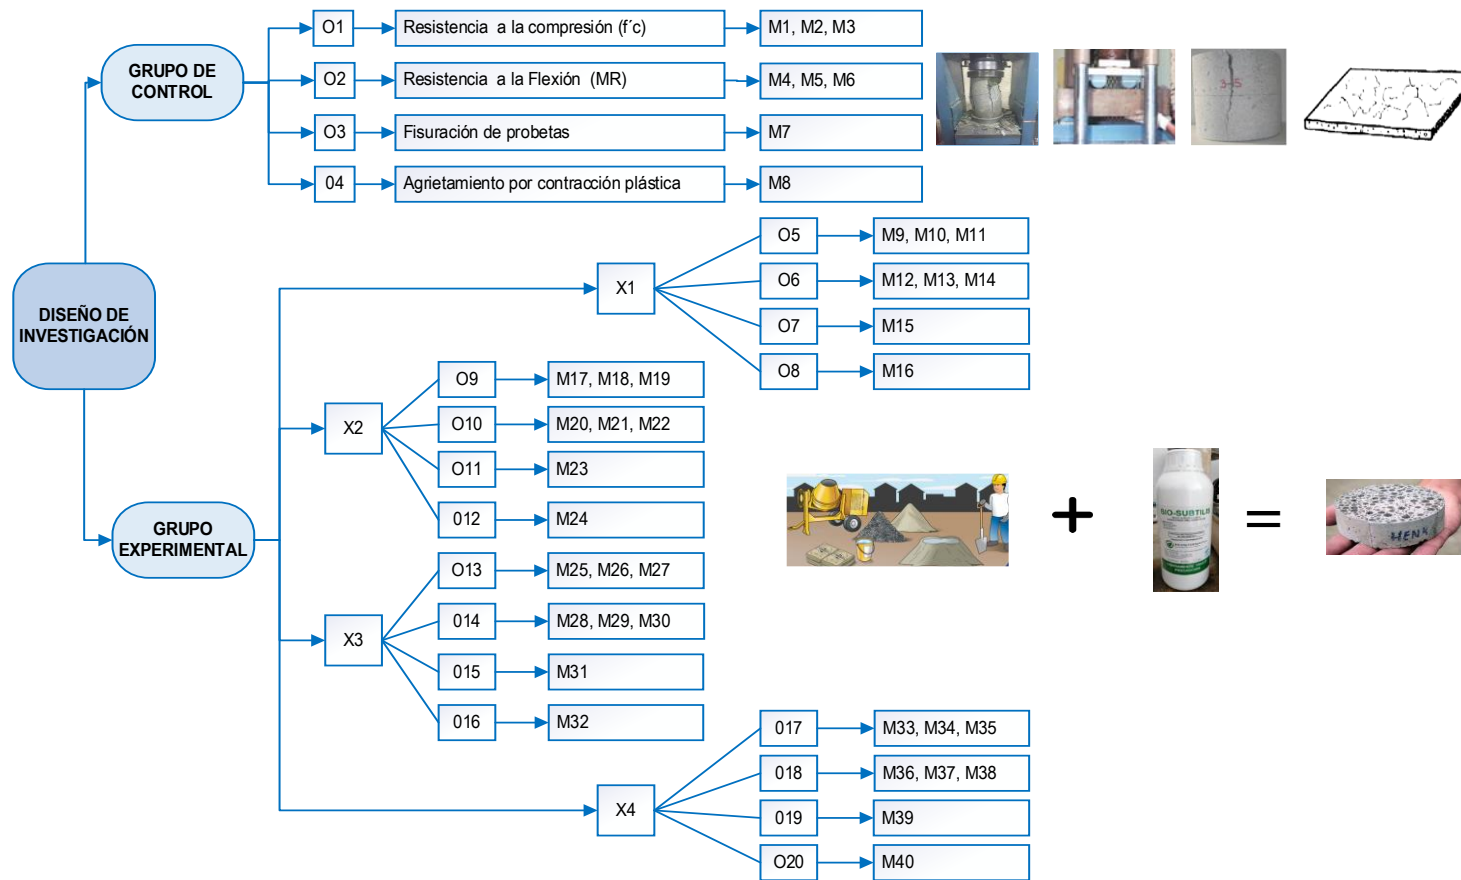 O1
Resistencia a la compresión (f´c)
M1, M2, M3
GRUPO DE
CONTROL
O2
Resistencia a la Flexión (MR)
M4, M5, M6
O3
Fisuración de probetas
M7
04
Agrietamiento por contracción plástica
M8
3-S
DISEÑO DE
INVESTIGACIÓN
X1
O5
M9, M10, M11
O6
M12, M13, M14
O7
M15
O8
M16
X2
O9
M17, M18, M19
O10
M20, M21, M22
O11
M23
012
M24
GRUPO
EXPERIMENTAL
X3
O13
M25, M26, M27
014
M28, M29, M30
015
M31
016
M32
+
BIO-SUBTILIS
=
HENK
X4
017
M33, M34, M35
018
M36, M37, M38
019
M39
O20
M40